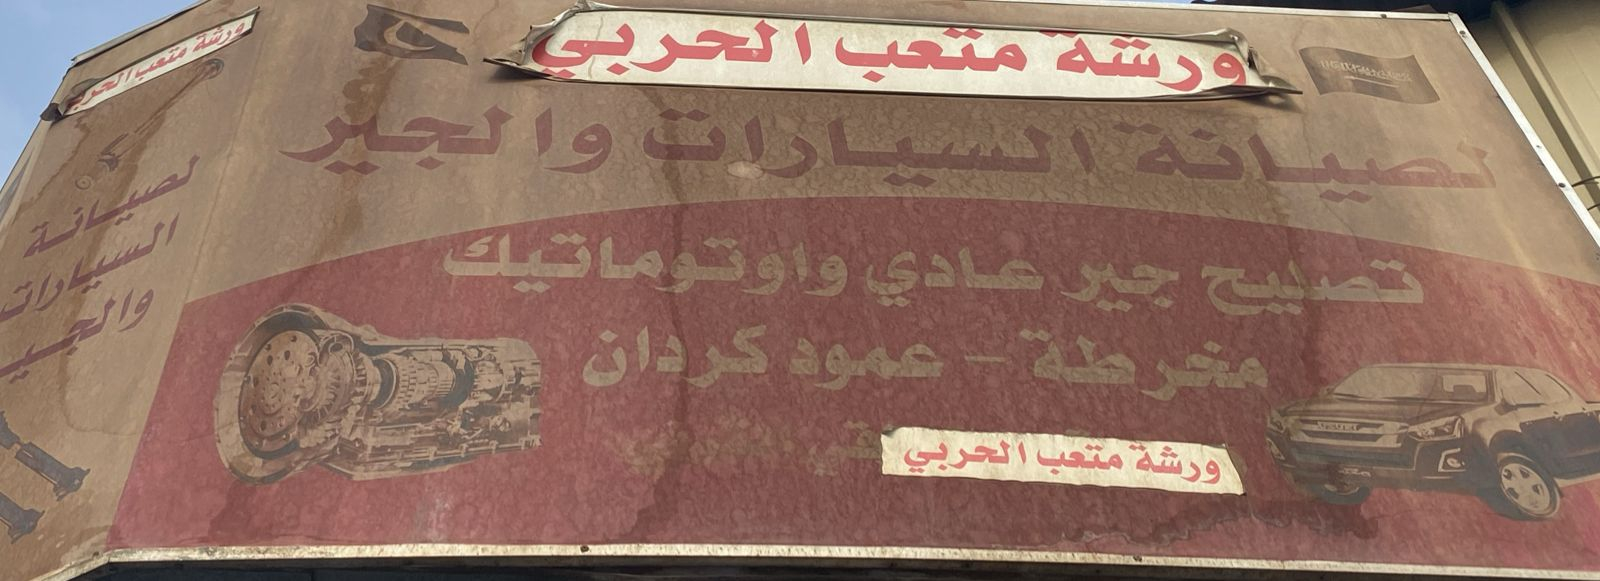 ورشة متعب الحربي
لصيانة السيارات والجير
تصليح جير عادي واوتوماتيك
مخرطة - عمود كردان
ورشة متعب الحربي
ورشة متعب الحربي
لصيانة
السيارات
والجير